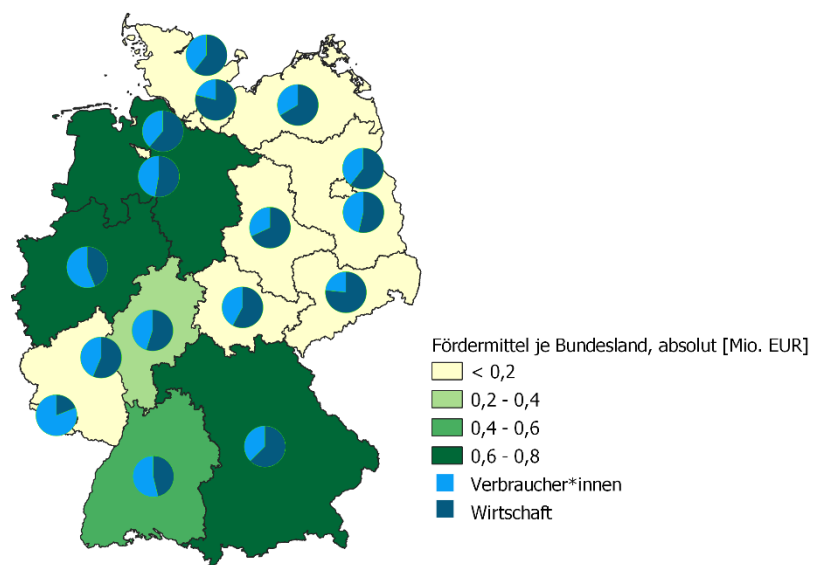 Fördermittel je Bundesland, absolut [Mio. EUR]
< 0,2
0,2 - 0,4
0,4 - 0,6
0,6 - 0,8
Verbraucher*innen
Wirtschaft